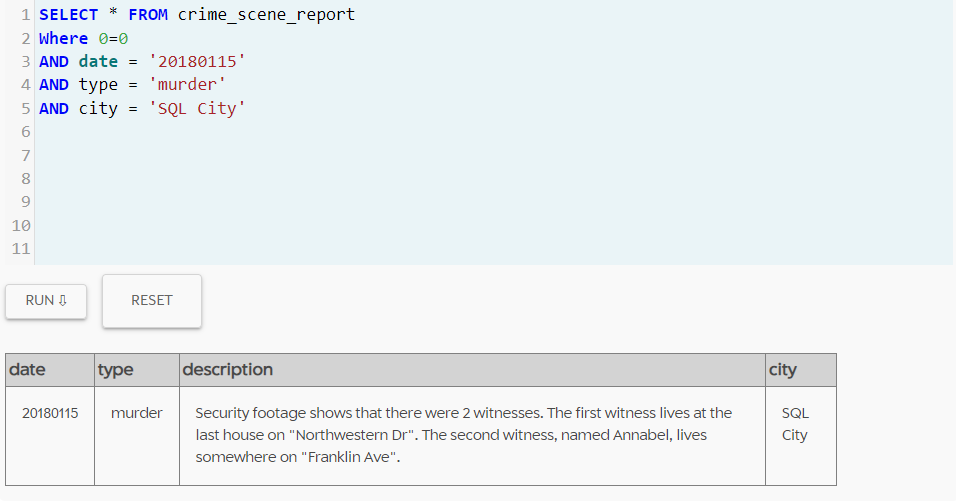 1 SELECT * FROM crime_scene_report
2 Where 0=0
3 AND date = '20180115'
4 AND type = 'murder'
5 AND city = 'SQL City'
6
7
8
9
10
11
RUN ⇩ RESET
date type description city
20180115 murder Security footage shows that there were 2 witnesses. The first witness lives at the SQL
last house on "Northwestern Dr". The second witness, named Annabel, lives City
somewhere on "Franklin Ave".